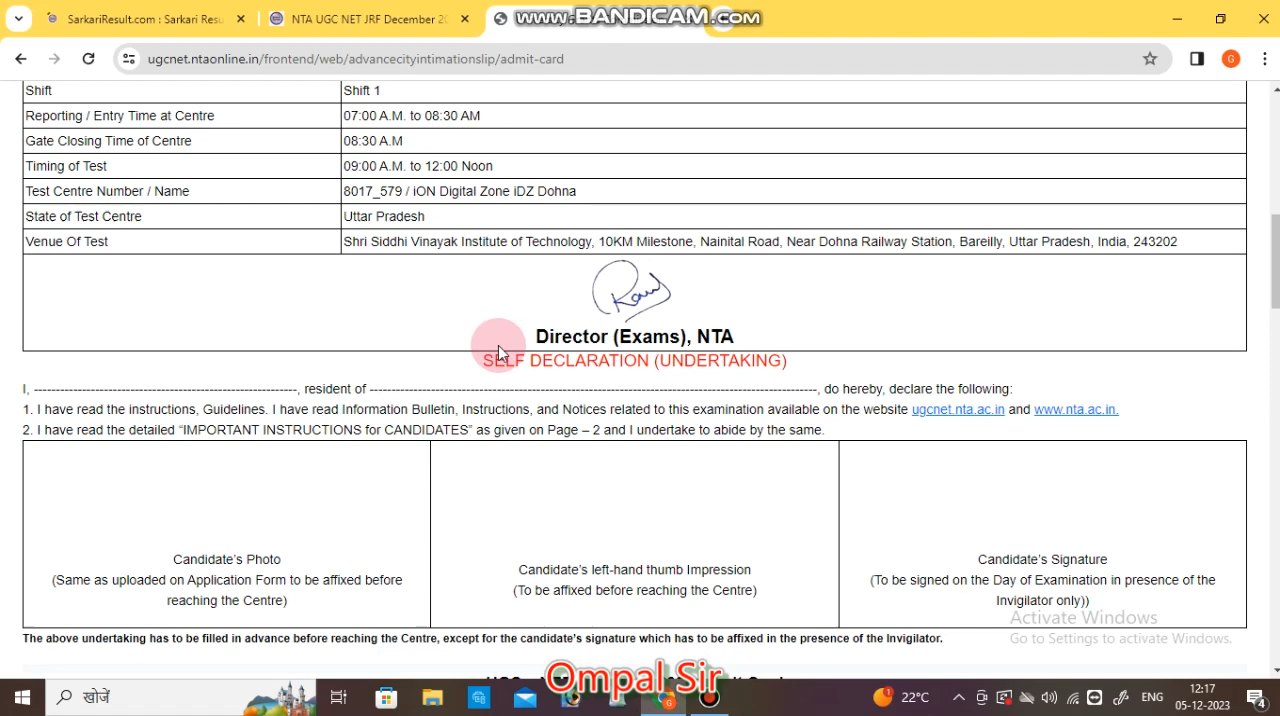 SarkariResult.com : Sarkari Resu
NTA UGC NET JRF December 20
www.BANDICAM.com
ugcnet.ntaonline.in/frontend/web/advancecityintimationslip/admit-card
G
Shift Shift 1
Reporting / Entry Time at Centre 07:00 A.M. to 08:30 AM
Gate Closing Time of Centre 08:30 A.M
Timing of Test 09:00 A.M. to 12:00 Noon
Test Centre Number / Name 8017_579 / iON Digital Zone iDZ Dohna
State of Test Centre Uttar Pradesh
Venue Of Test Shri Siddhi Vinayak Institute of Technology, 10KM Milestone, Nainital Road, Near Dohna Railway Station, Bareilly, Uttar Pradesh, India, 243202
Director (Exams), NTA
SELF DECLARATION (UNDERTAKING)
I, -------------------------------------------------------------, resident of --------------------------------------------------------------------------------------------------------, do hereby, declare the following:
1. I have read the instructions, Guidelines. I have read Information Bulletin, Instructions, and Notices related to this examination available on the website ugcnet.nta.ac.in and www.nta.ac.in.
2. I have read the detailed “IMPORTANT INSTRUCTIONS for CANDIDATES” as given on Page – 2 and I undertake to abide by the same.
Candidate's Photo
(Same as uploaded on Application Form to be affixed before
reaching the Centre)
Candidate's left-hand thumb Impression
(To be affixed before reaching the Centre)
Candidate's Signature
(To be signed on the Day of Examination in presence of the
Invigilator only))
Activate Windows
Go to Settings to activate Windows.
The above undertaking has to be filled in advance before reaching the Centre, except for the candidate's signature which has to be affixed in the presence of the Invigilator.
Ompal Sir
खोजें
22°C
ENG
12:17
05-12-2023
4